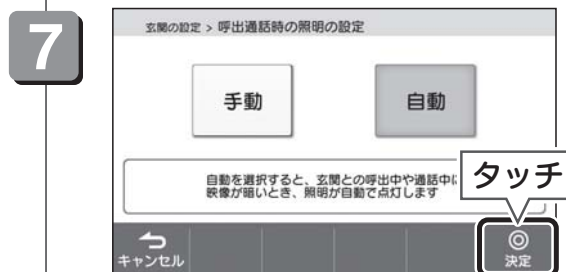 7
玄関の設定 > 呼出通話時の照明の設定
手動
自動
自動を選択すると、玄関との呼出中や通話中に
映像が暗いとき、照明が自動で点灯します
タッチ
キャンセル
決定